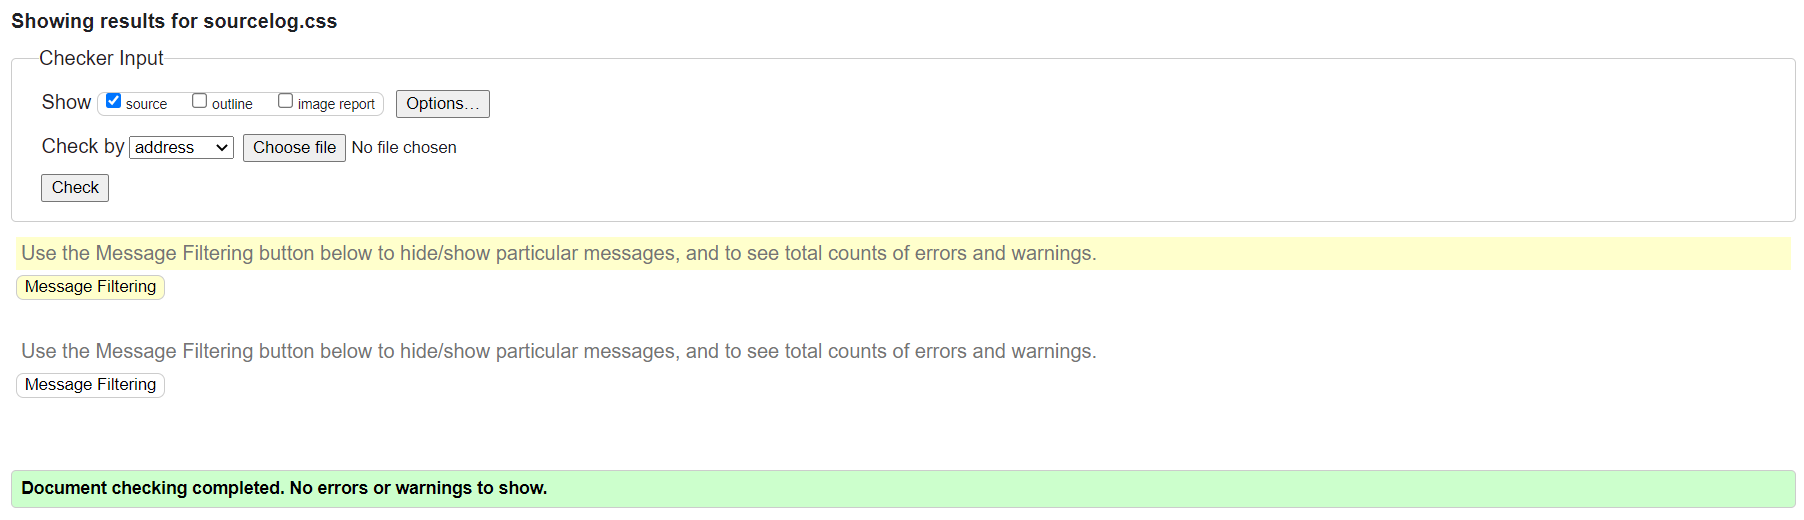 Showing results for sourcelog.css
Checker Input
Show source outline image report Options...
Check by address Choose file No file chosen
Check
Use the Message Filtering button below to hide/show particular messages, and to see total counts of errors and warnings.
Message Filtering
Use the Message Filtering button below to hide/show particular messages, and to see total counts of errors and warnings.
Message Filtering
Document checking completed. No errors or warnings to show.